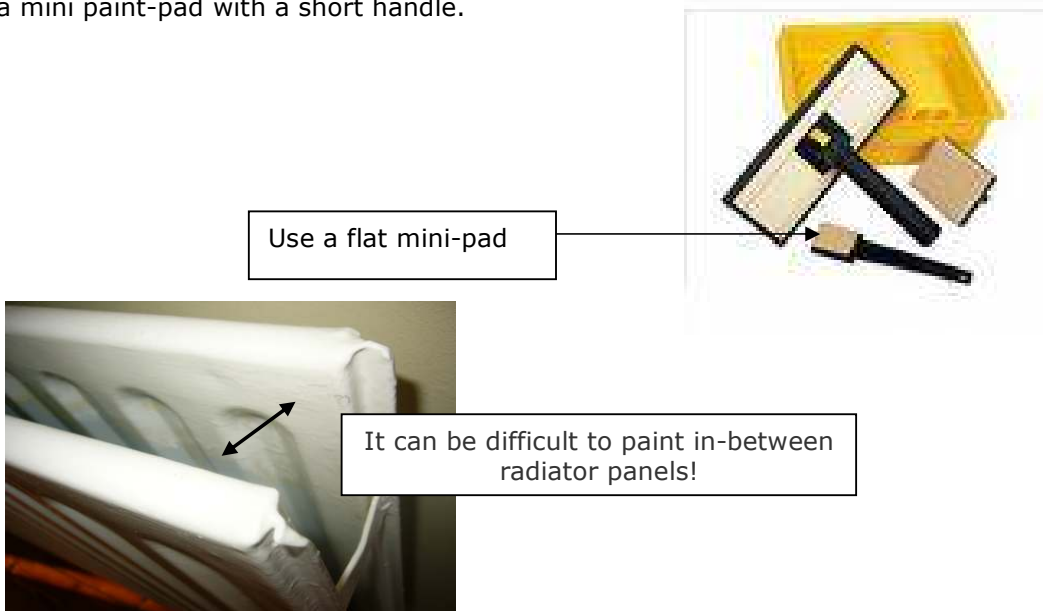 a mini paint-pad with a short handle.
Use a flat mini-pad
It can be difficult to paint in-between
radiator panels!